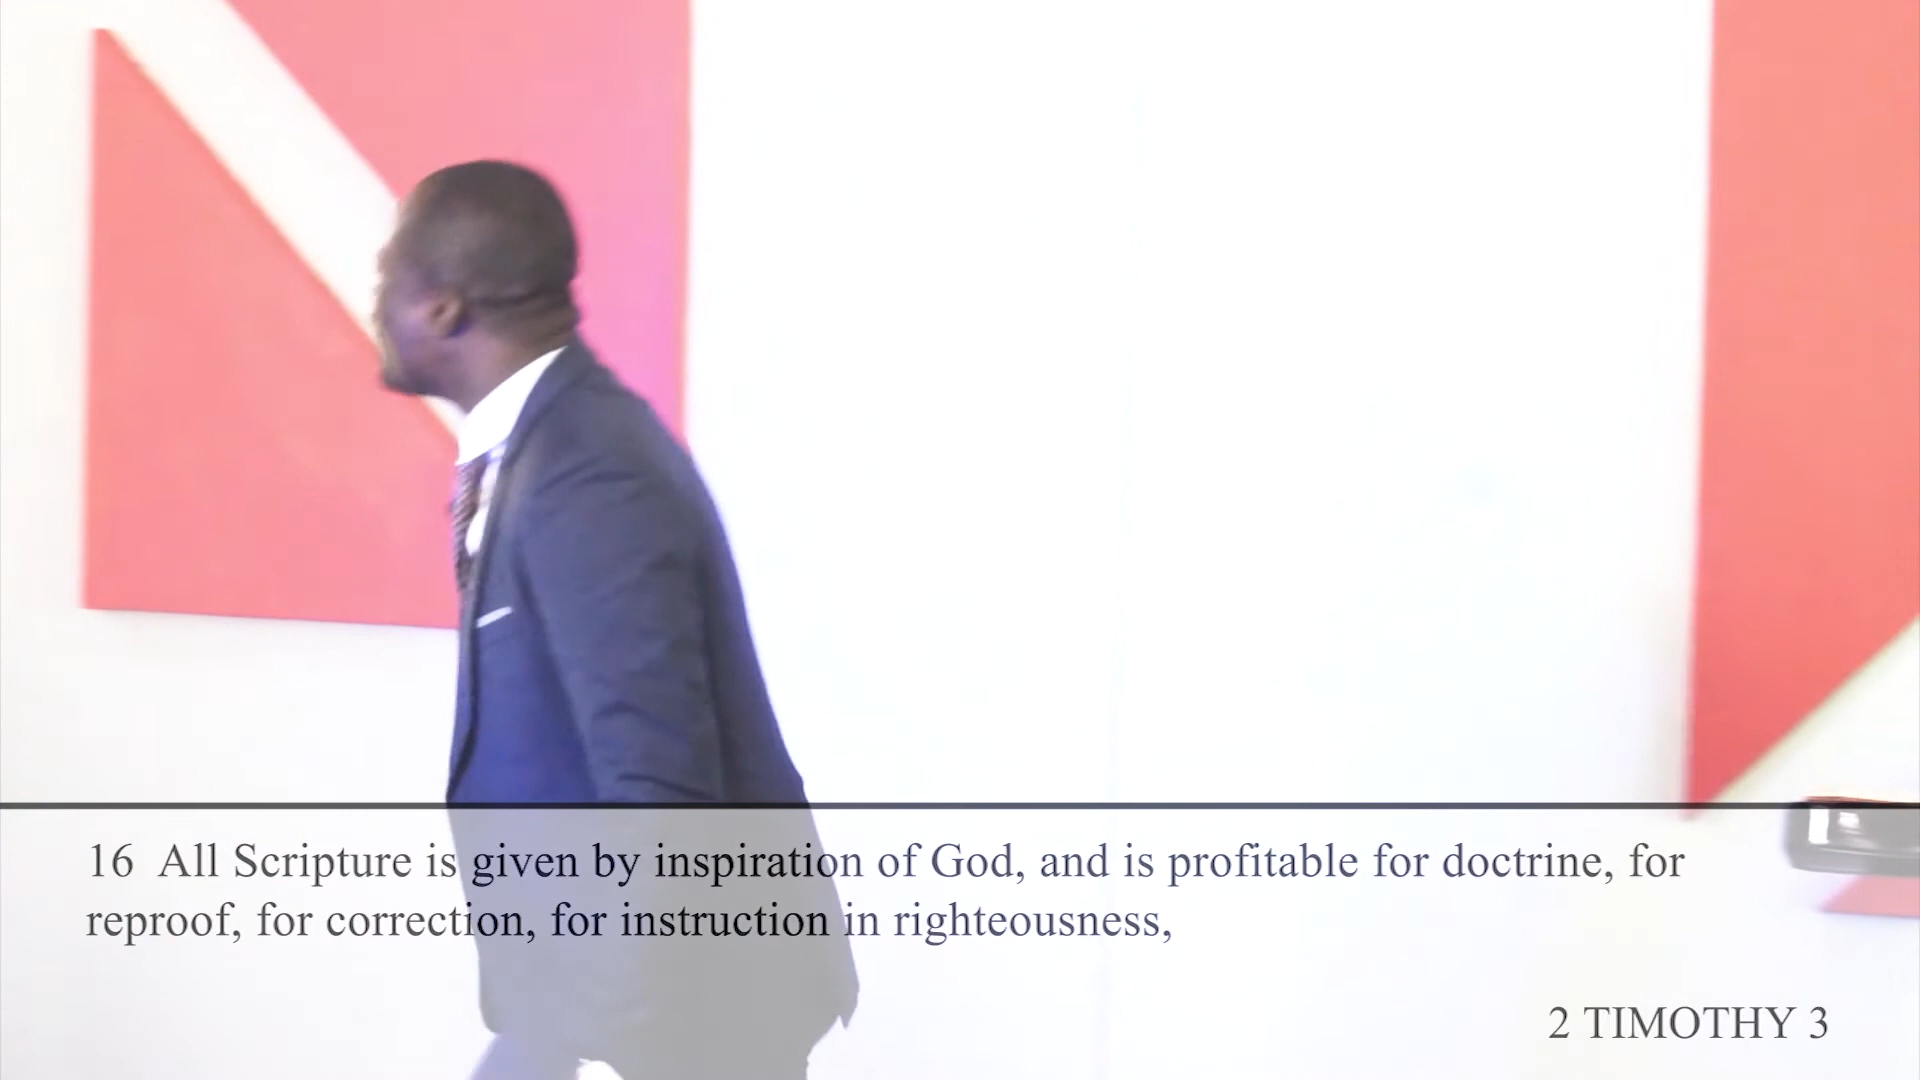 16 All Scripture is given by inspiration of God, and is profitable for doctrine, for
reproof, for correction, for instruction in righteousness,
2 TIMOTHY 3